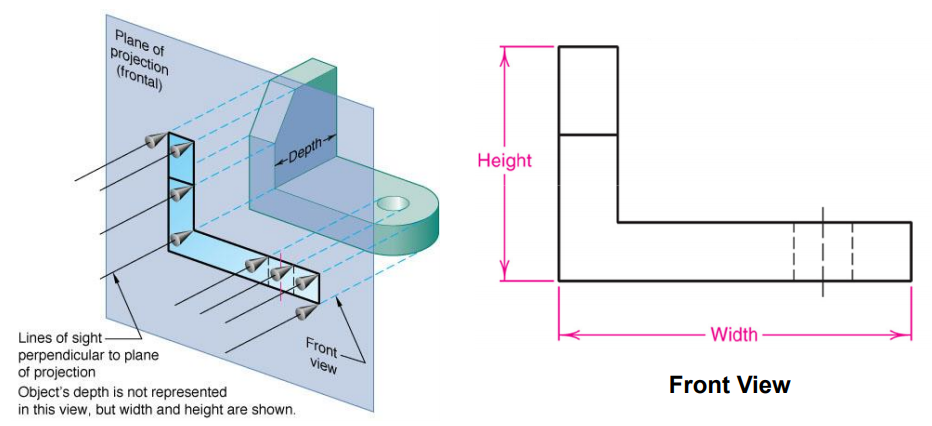 Plane of
projection
(frontal)
Depth
Lines of sight
perpendicular to plane
of projection
Front
view
Object's depth is not represented
in this view, but width and height are shown.
Height
Width
Front View